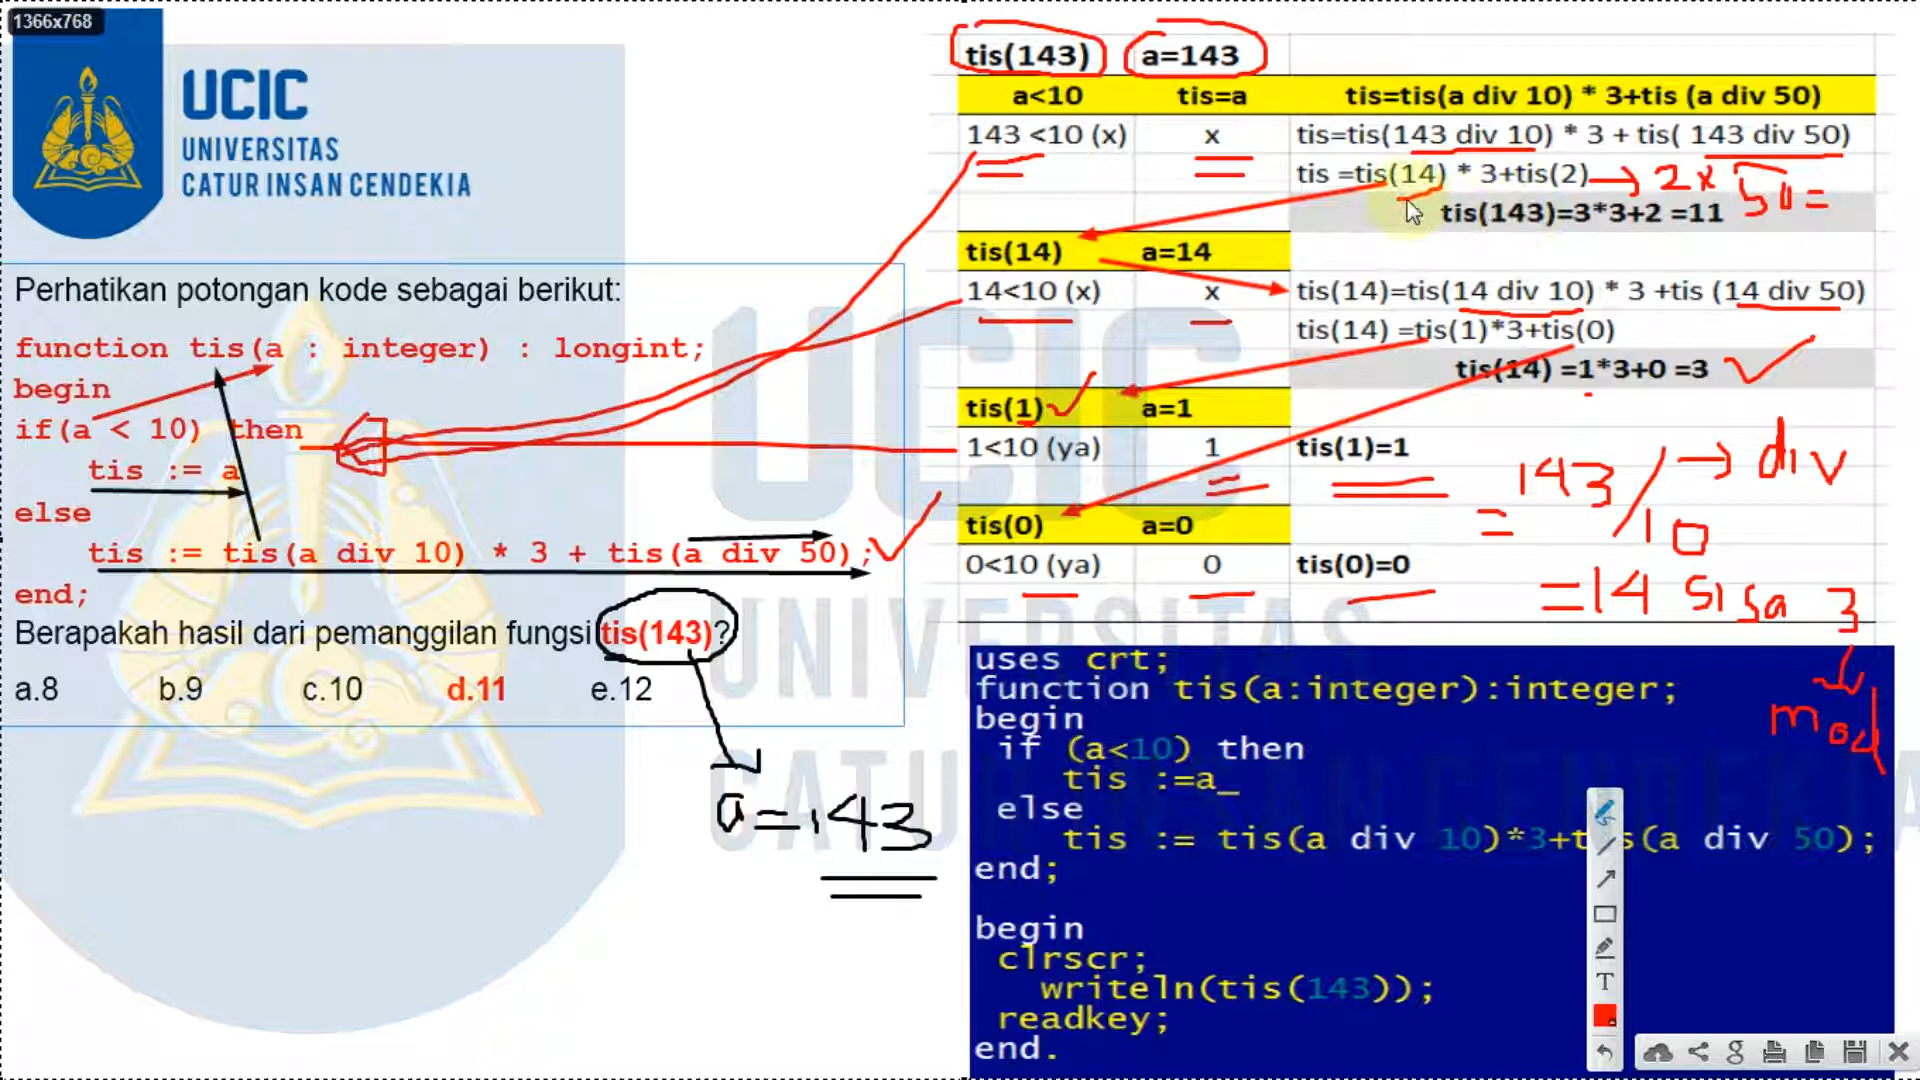 1366x768
UCIC
UNIVERSITAS
CATUR INSAN CENDEKIA
Perhatikan potongan kode sebagai berikut:
function tis(a : integer) : longint;
begin
if(a < 10) then
tis := a
else
tis := tis(a div 10) * 3 + tis(a div 50);
end;
Berapakah hasil dari pemanggilan fungsi tis(143)?
a.8 b.9 c.10 d.11 e.12
a=143
tis(143) a=143
a<10 tis=a tis=tis(a div 10) * 3+tis (a div 50)
143 <10 (x) x tis=tis(143 div 10) * 3 + tis( 143 div 50)
tis =tis(14) * 3+tis(2) → 2x 50=
tis(143)=3*3+2 =11
tis(14) a=14
14<10 (x) x tis(14)=tis(14 div 10) * 3 +tis (14 div 50)
tis(14) =tis(1)*3+tis(0)
tis(14) =1*3+0 =3
tis(1) a=1
1<10 (ya) 1 tis(1)=1
= 143/10 → div
tis(0) a=0
0<10 (ya) 0 tis(0)=0
=14 sisa 3
mod
UCIC
UNIVERSITAS
uses crt;
function tis(a:integer):integer;
begin
if (a<10) then
tis :=a_
else
tis := tis(a div 10)*3+tis(a div 50);
end;
begin
clrscr;
writeln(tis(143));
readkey;
end.
T
g